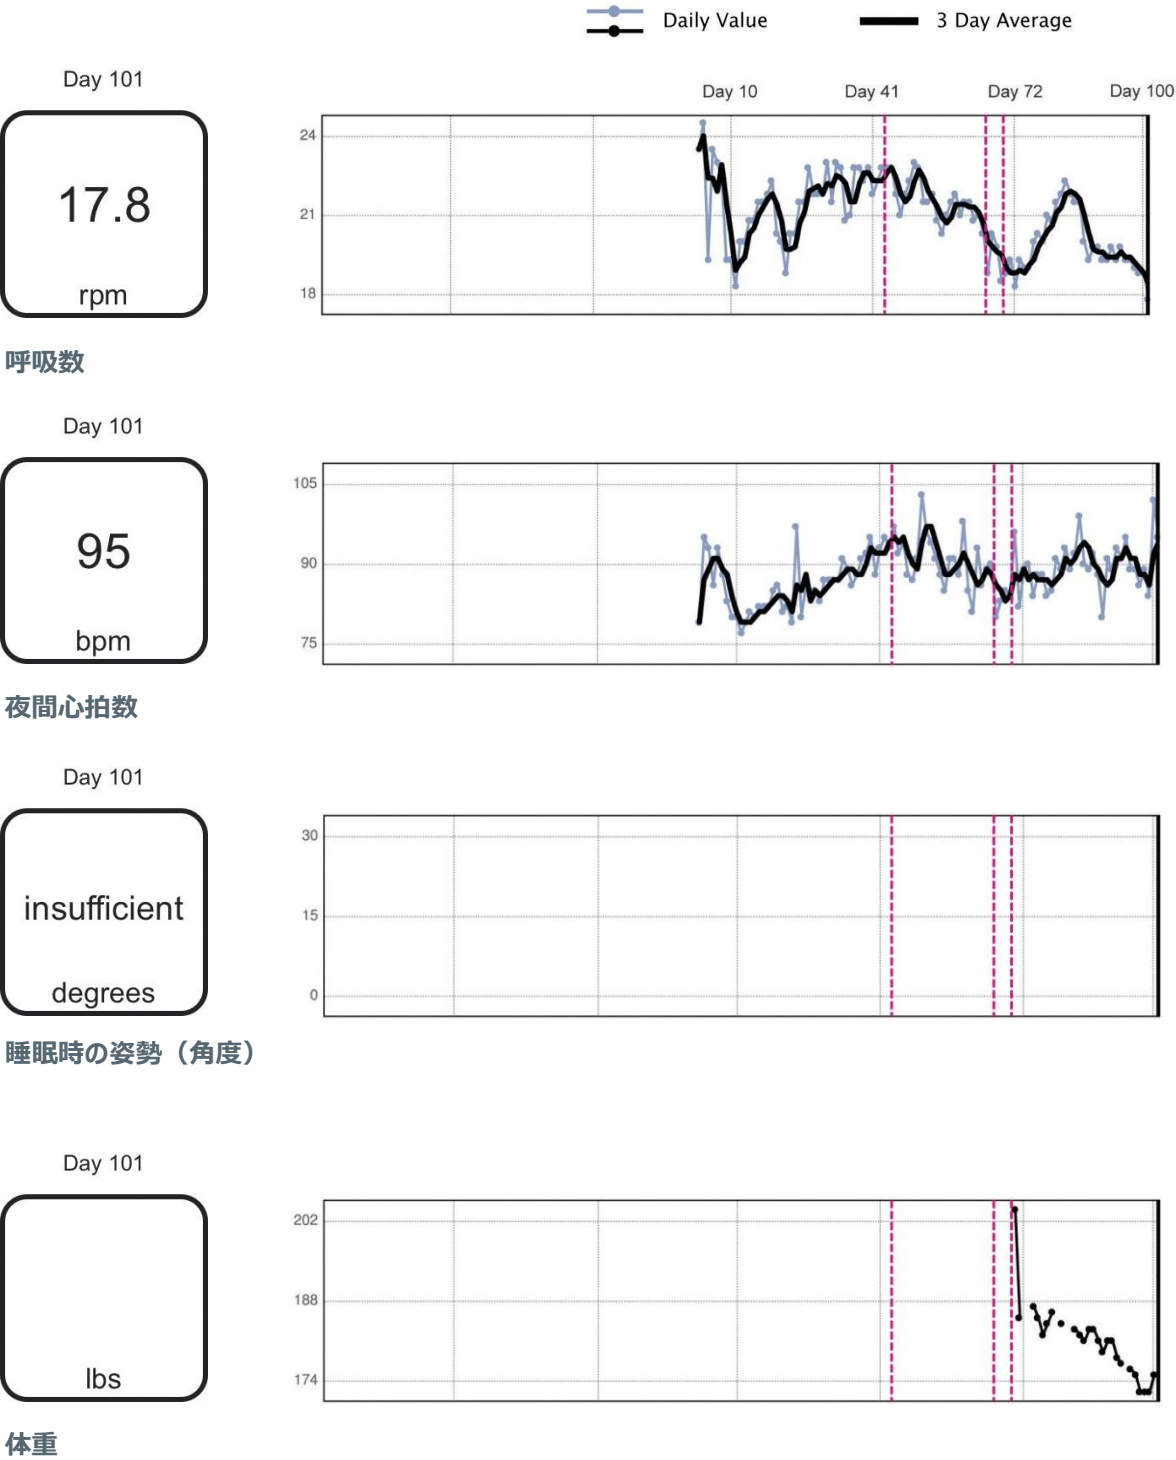 Daily Value
3 Day Average
Day 101
Day 10
Day 41
Day 72
Day 100
24
21
18
17.8
rpm
呼吸数
Day 101
105
90
75
95
bpm
夜間心拍数
Day 101
30
15
0
insufficient
degrees
睡眠時の姿勢（角度）
Day 101
202
188
174
lbs
体重